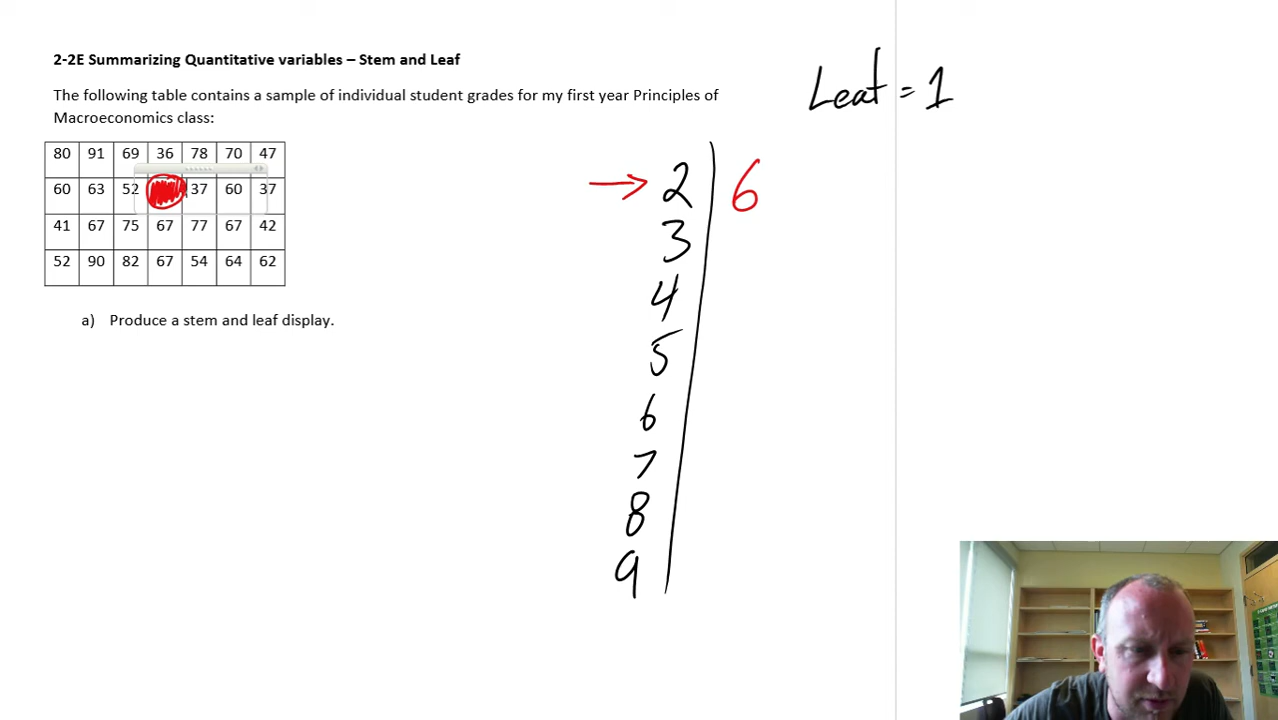 2-2E Summarizing Quantitative variables – Stem and Leaf
Leaf = 1
The following table contains a sample of individual student grades for my first year Principles of
Macroeconomics class:
80 91 69 36 78 70 47
60 63 52 37 60 37
41 67 75 67 77 67 42
52 90 82 67 54 64 62
a) Produce a stem and leaf display.
2 6
3
4
5
6
7
8
9